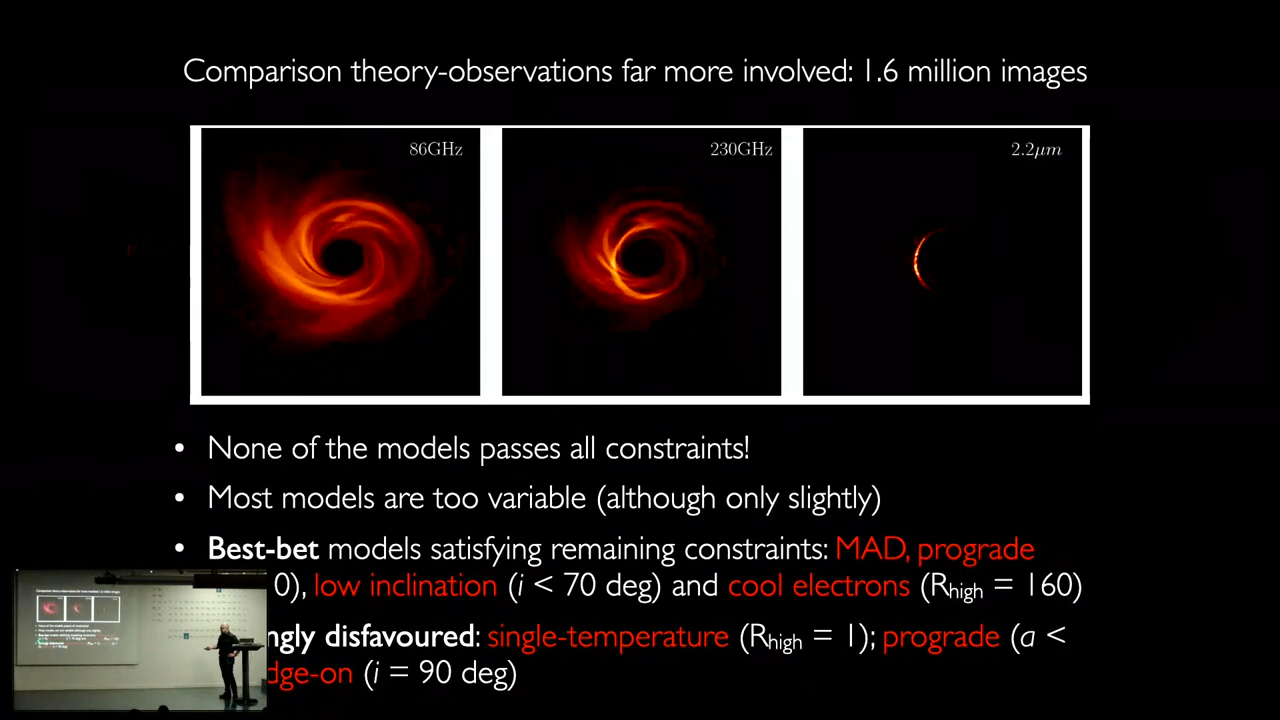 Comparison theory-observations far more involved: 1.6 million images
86GHz
230GHz
2.2μm
• None of the models passes all constraints!
• Most models are too variable (although only slightly)
• Best-bet models satisfying remaining constraints: MAD, prograde
0), low inclination (i < 70 deg) and cool electrons (Rhigh = 160)
ngly disfavoured: single-temperature (Rhigh = 1); prograde (a <
dge-on (i = 90 deg)